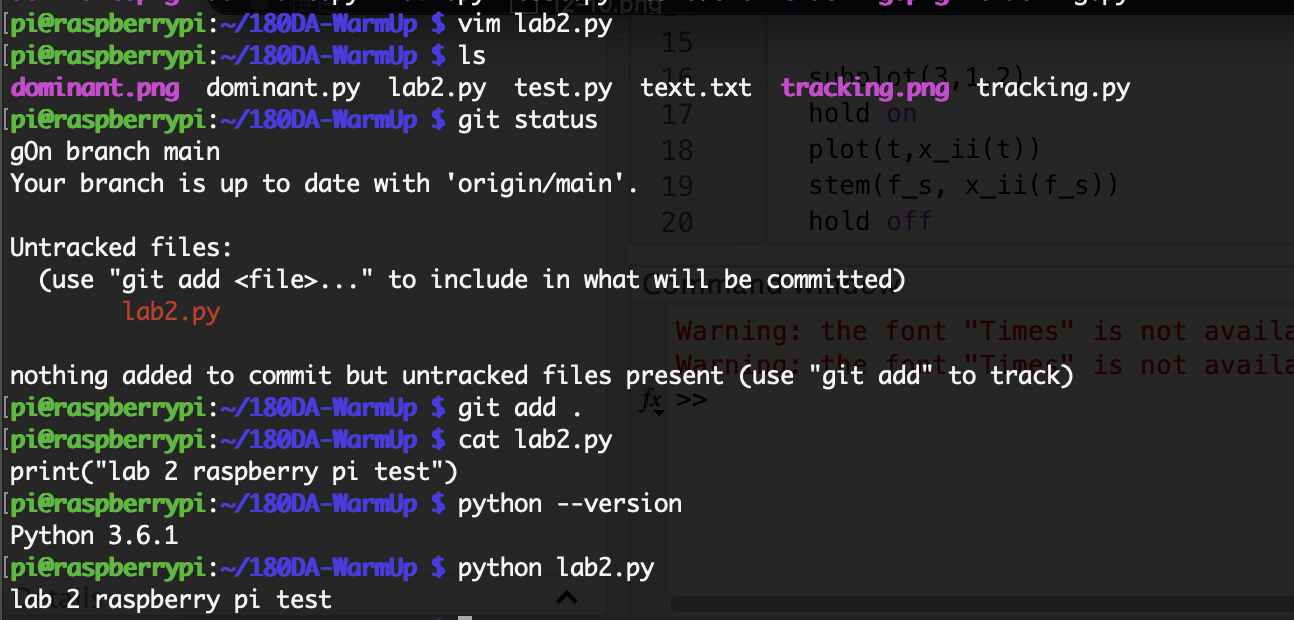 [pi@raspberrypi:~/180DA-WarmUp $ vim lab2.py
[pi@raspberrypi:~/180DA-WarmUp $ ls
dominant.png  dominant.py  lab2.py  test.py  text.txt  tracking.png  tracking.py
[pi@raspberrypi:~/180DA-WarmUp $ git status
gOn branch main
Your branch is up to date with 'origin/main'.
Untracked files:
  (use "git add <file>..." to include in what will be committed)
        lab2.py
nothing added to commit but untracked files present (use "git add" to track)
[pi@raspberrypi:~/180DA-WarmUp $ git add .
[pi@raspberrypi:~/180DA-WarmUp $ cat lab2.py
print("lab 2 raspberry pi test")
[pi@raspberrypi:~/180DA-WarmUp $ python --version
Python 3.6.1
[pi@raspberrypi:~/180DA-WarmUp $ python lab2.py
lab 2 raspberry pi test
15
16 subplot(3,1,2)
17 hold on
18 plot(t,x_ii(t))
19 stem(f_s, x_ii(f_s))
20 hold off
Command Window
Warning: the font "Times" is not availa
Warning: the font "Times" is not availa
fx >>